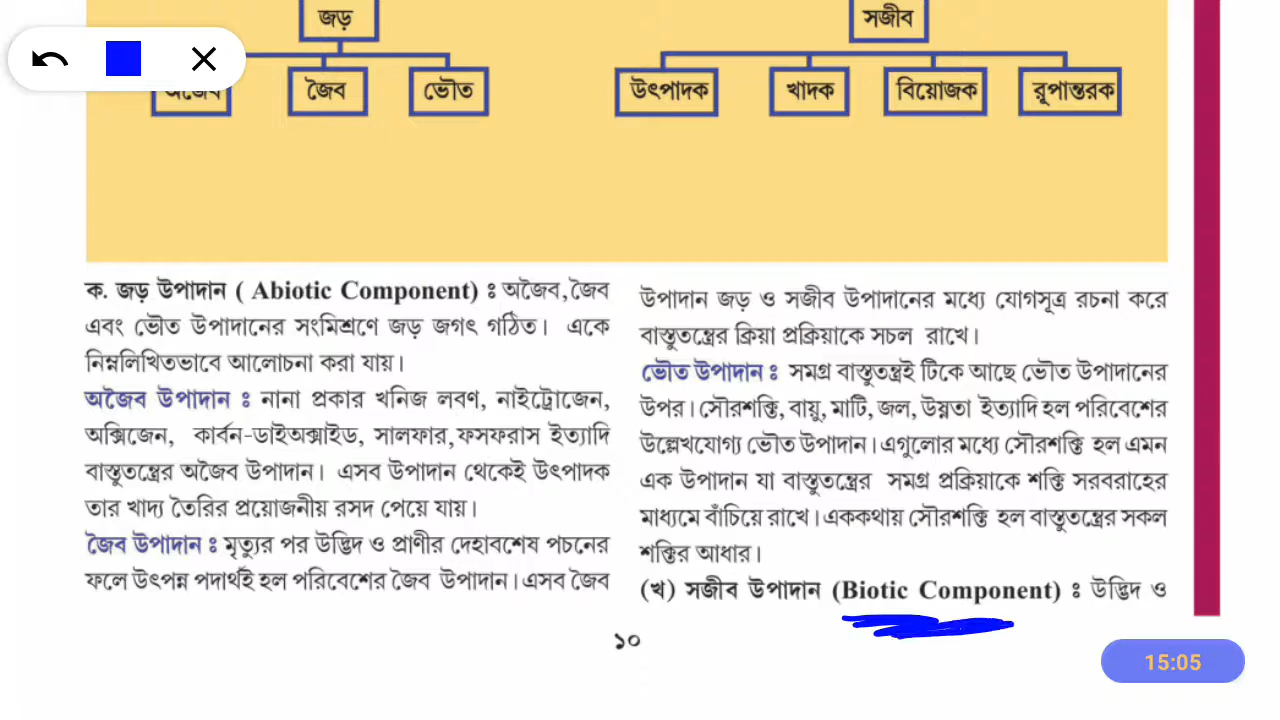 জড়
সজীব
অজৈব
জৈব
ভৌত
উৎপাদক
খাদক
বিয়োজক
রূপান্তরক
ক. জড় উপাদান ( Abiotic Component) ঃ অজৈব, জৈব
এবং ভৌত উপাদানের সংমিশ্রণে জড় জগৎ গঠিত। একে
নিম্নলিখিতভাবে আলোচনা করা যায়।
অজৈব উপাদান ঃ নানা প্রকার খনিজ লবণ, নাইট্রোজেন,
অক্সিজেন, কার্বন-ডাইঅক্সাইড, সালফার, ফসফরাস ইত্যাদি
বাস্তুতন্ত্রের অজৈব উপাদান। এসব উপাদান থেকেই উৎপাদক
তার খাদ্য তৈরির প্রয়োজনীয় রসদ পেয়ে যায়।
জৈব উপাদান ঃ মৃত্যুর পর উদ্ভিদ ও প্রাণীর দেহাবশেষ পচনের
ফলে উৎপন্ন পদার্থই হল পরিবেশের জৈব উপাদান। এসব জৈব
উপাদান জড় ও সজীব উপাদানের মধ্যে যোগসূত্র রচনা করে
বাস্তুতন্ত্রের ক্রিয়া প্রক্রিয়াকে সচল রাখে।
ভৌত উপাদান ঃ সমগ্র বাস্তুতন্ত্রই টিকে আছে ভৌত উপাদানের
উপর। সৌরশক্তি, বায়ু, মাটি, জল, উষ্ণতা ইত্যাদি হল পরিবেশের
উল্লেখযোগ্য ভৌত উপাদান। এগুলোর মধ্যে সৌরশক্তি হল এমন
এক উপাদান যা বাস্তুতন্ত্রের সমগ্র প্রক্রিয়াকে শক্তি সরবরাহের
মাধ্যমে বাঁচিয়ে রাখে। এককথায় সৌরশক্তি হল বাস্তুতন্ত্রের সকল
শক্তির আধার।
(খ) সজীব উপাদান (Biotic Component) ঃ উদ্ভিদ ও
১০
15:05